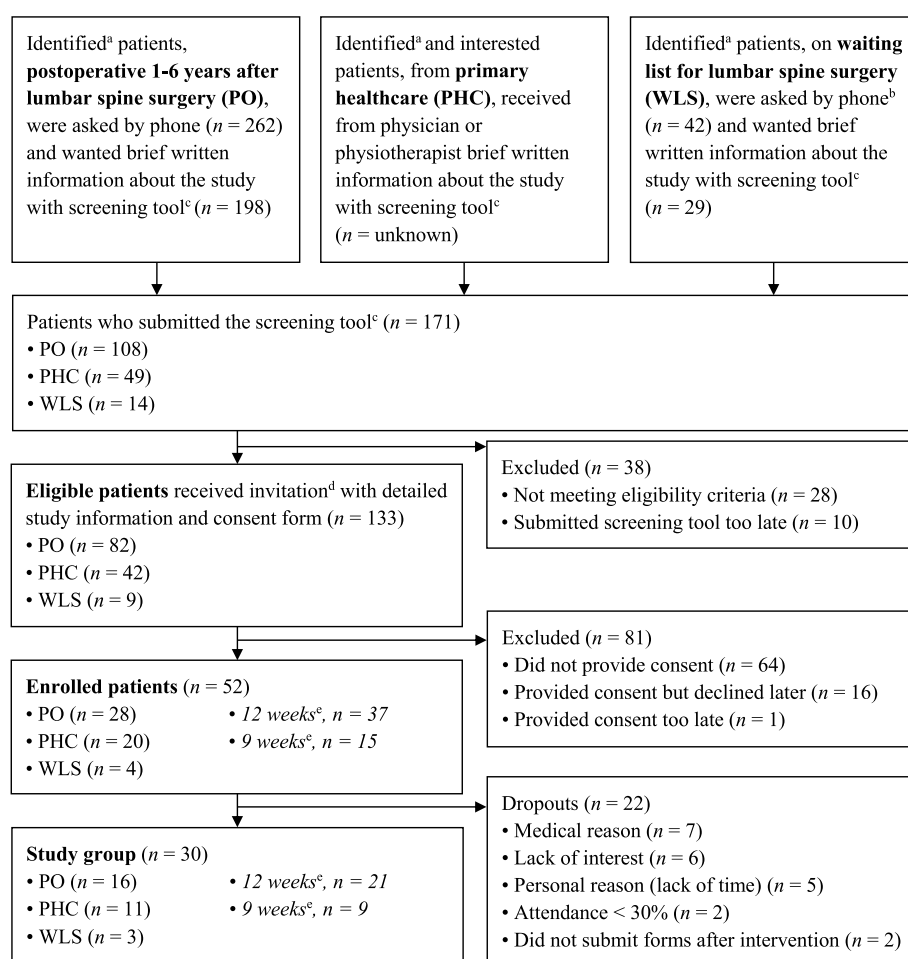 Identifiedᵃ patients,
postoperative 1-6 years after
lumbar spine surgery (PO),
were asked by phone (n = 262)
and wanted brief written
information about the study
with screening toolᶜ (n = 198)
Identifiedᵃ and interested
patients, from primary
healthcare (PHC), received
from physician or
physiotherapist brief written
information about the study
with screening toolᶜ
(n = unknown)
Identifiedᵃ patients, on waiting
list for lumbar spine surgery
(WLS), were asked by phoneᵇ
(n = 42) and wanted brief
written information about the
study with screening toolᶜ
(n = 29)
Patients who submitted the screening toolᶜ (n = 171)
• PO (n = 108)
• PHC (n = 49)
• WLS (n = 14)
Excluded (n = 38)
• Not meeting eligibility criteria (n = 28)
• Submitted screening tool too late (n = 10)
Eligible patients received invitationᵈ with detailed
study information and consent form (n = 133)
• PO (n = 82)
• PHC (n = 42)
• WLS (n = 9)
Excluded (n = 81)
• Did not provide consent (n = 64)
• Provided consent but declined later (n = 16)
• Provided consent too late (n = 1)
Enrolled patients (n = 52)
• PO (n = 28) • 12 weeksᵉ, n = 37
• PHC (n = 20) • 9 weeksᵉ, n = 15
• WLS (n = 4)
Dropouts (n = 22)
• Medical reason (n = 7)
• Lack of interest (n = 6)
• Personal reason (lack of time) (n = 5)
• Attendance < 30% (n = 2)
• Did not submit forms after intervention (n = 2)
Study group (n = 30)
• PO (n = 16) • 12 weeksᵉ, n = 21
• PHC (n = 11) • 9 weeksᵉ, n = 9
• WLS (n = 3)